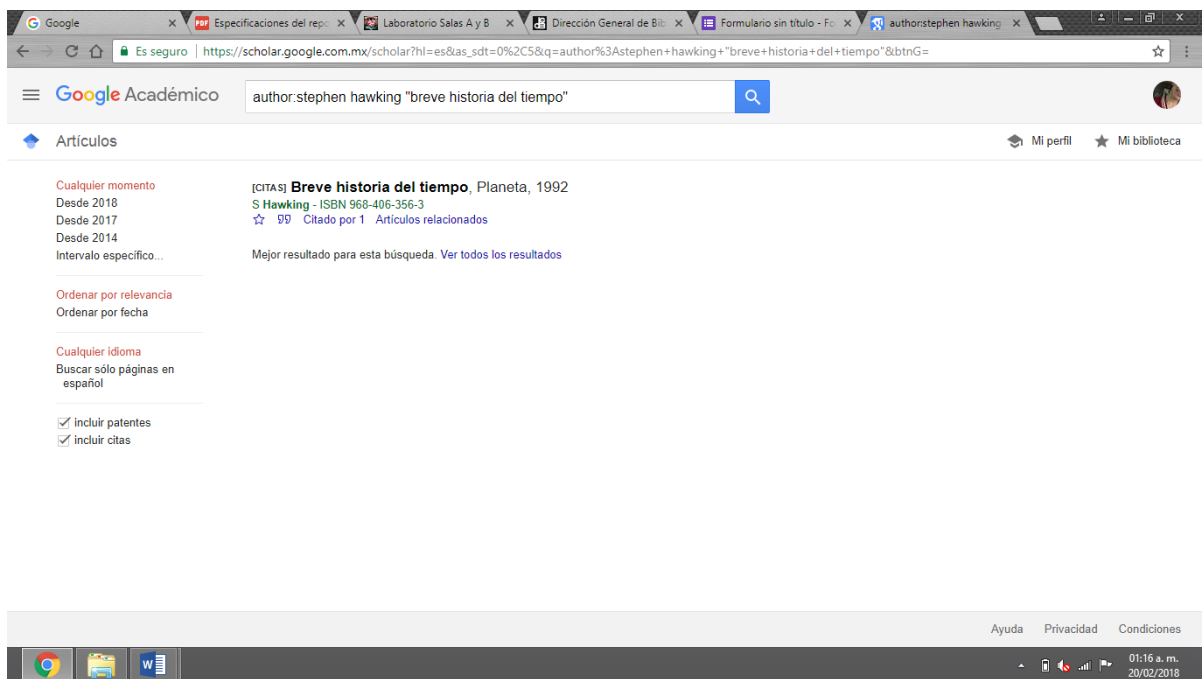 Google
Especificaciones del repo
Laboratorio Salas A y B
Dirección General de Bib
Formulario sin título - Fo
author:stephen hawking
Es seguro | https://scholar.google.com.mx/scholar?hl=es&as_sdt=0%2C5&q=author%3Astephen+hawking+"breve+historia+del+tiempo"&btnG=
Google Académico
author:stephen hawking "breve historia del tiempo"
Artículos
Mi perfil
Mi biblioteca
Cualquier momento
Desde 2018
Desde 2017
Desde 2014
Intervalo específico...
Ordenar por relevancia
Ordenar por fecha
Cualquier idioma
Buscar sólo páginas en
español
incluir patentes
incluir citas
[CITAS] Breve historia del tiempo, Planeta, 1992
S Hawking - ISBN 968-406-356-3
Citado por 1 Artículos relacionados
Mejor resultado para esta búsqueda. Ver todos los resultados
Ayuda Privacidad Condiciones
01:16 a. m.
20/02/2018